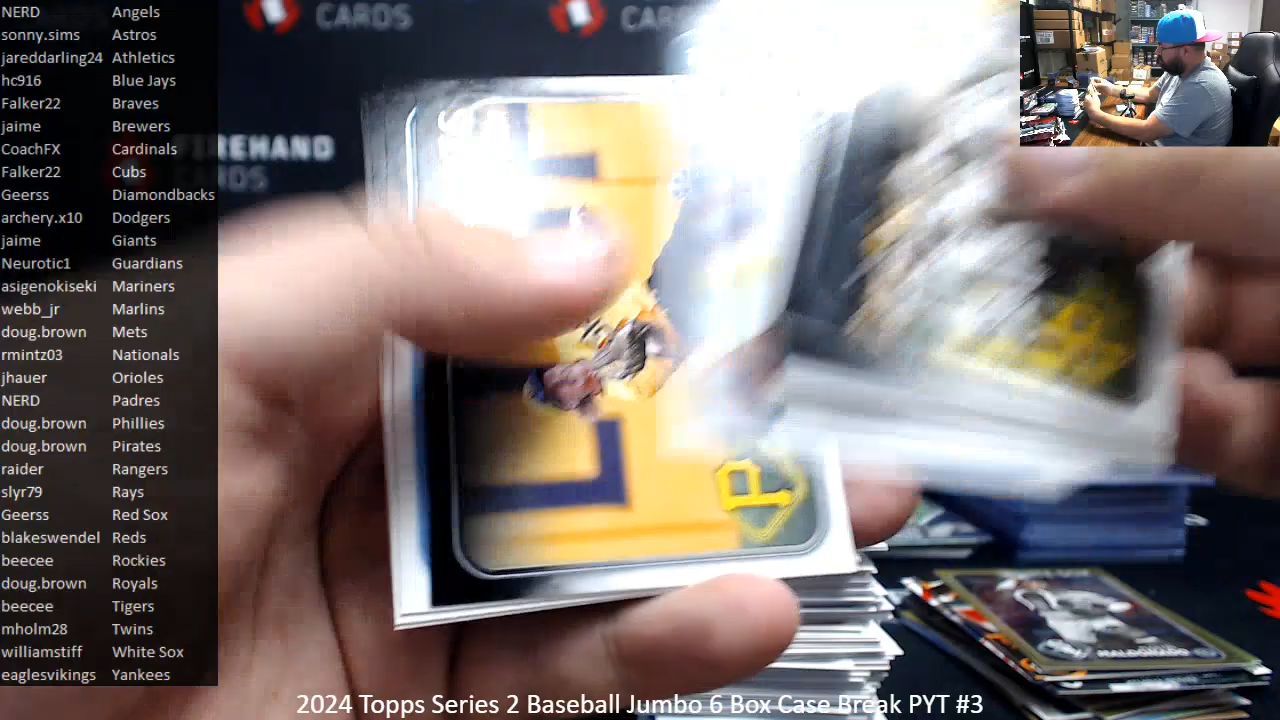 NERD Angels
sonny.sims Astros
jareddarling24 Athletics
hc916 Blue Jays
Falker22 Braves
jaime Brewers
CoachFX Cardinals
Falker22 Cubs
Geerss Diamondbacks
archery.x10 Dodgers
jaime Giants
Neurotic1 Guardians
asigenokiseki Mariners
webb_jr Marlins
doug.brown Mets
rmintz03 Nationals
jhauer Orioles
NERD Padres
doug.brown Phillies
doug.brown Pirates
raider Rangers
slyr79 Rays
Geerss Red Sox
blakeswendel Reds
beecee Rockies
doug.brown Royals
beecee Tigers
mholm28 Twins
williamstiff White Sox
eaglesvikings Yankees
CARDS
CARDS
FIREHAND
CARDS
P
MALDONADO
2024 Topps Series 2 Baseball Jumbo 6 Box Case Break PYT #3